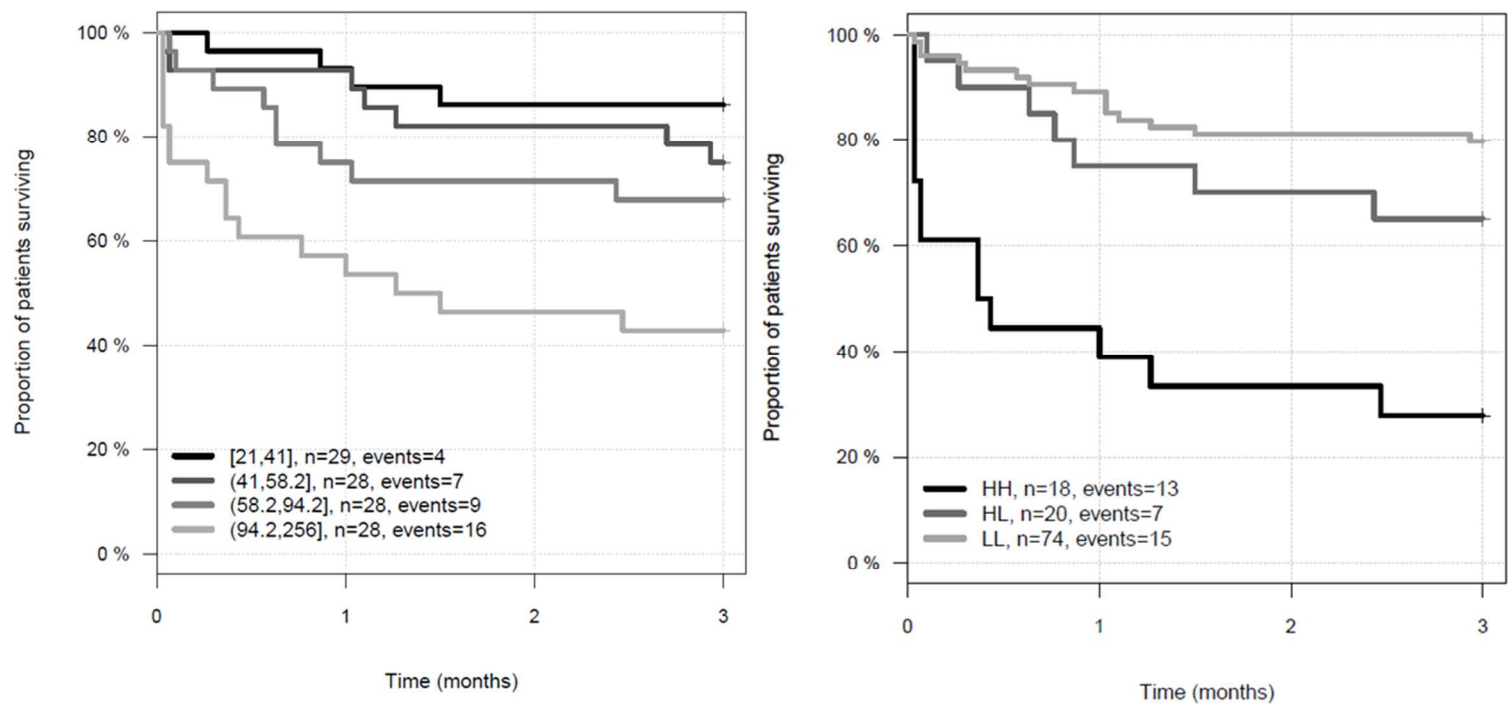 100 %
80 %
60 %
40 %
20 %
0 %
Proportion of patients surviving
[21,41], n=29, events=4
(41,58.2], n=28, events=7
(58.2,94.2], n=28, events=9
(94.2,256], n=28, events=16
0 1 2 3
Time (months)
100 %
80 %
60 %
40 %
20 %
0 %
Proportion of patients surviving
HH, n=18, events=13
HL, n=20, events=7
LL, n=74, events=15
0 1 2 3
Time (months)